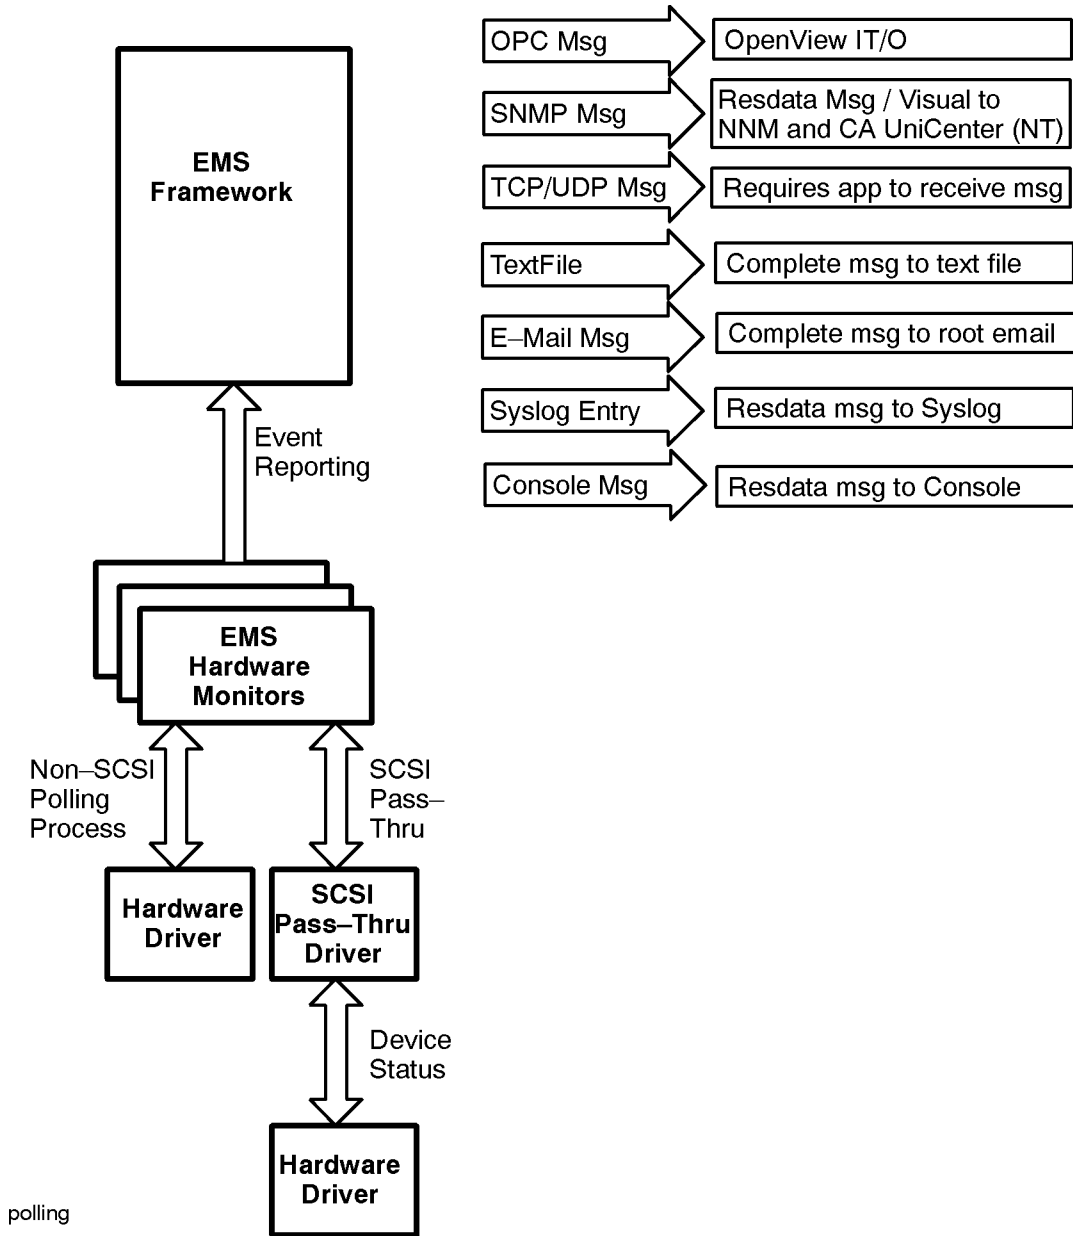 EMS
Framework
OPC Msg
OpenView IT/O
SNMP Msg
Resdata Msg / Visual to
NNM and CA UniCenter (NT)
TCP/UDP Msg
Requires app to receive msg
TextFile
Complete msg to text file
E–Mail Msg
Complete msg to root email
Syslog Entry
Resdata msg to Syslog
Console Msg
Resdata msg to Console
Event
Reporting
EMS
Hardware
Monitors
Non–SCSI
Polling
Process
SCSI
Pass–
Thru
Hardware
Driver
SCSI
Pass–Thru
Driver
Device
Status
Hardware
Driver
polling